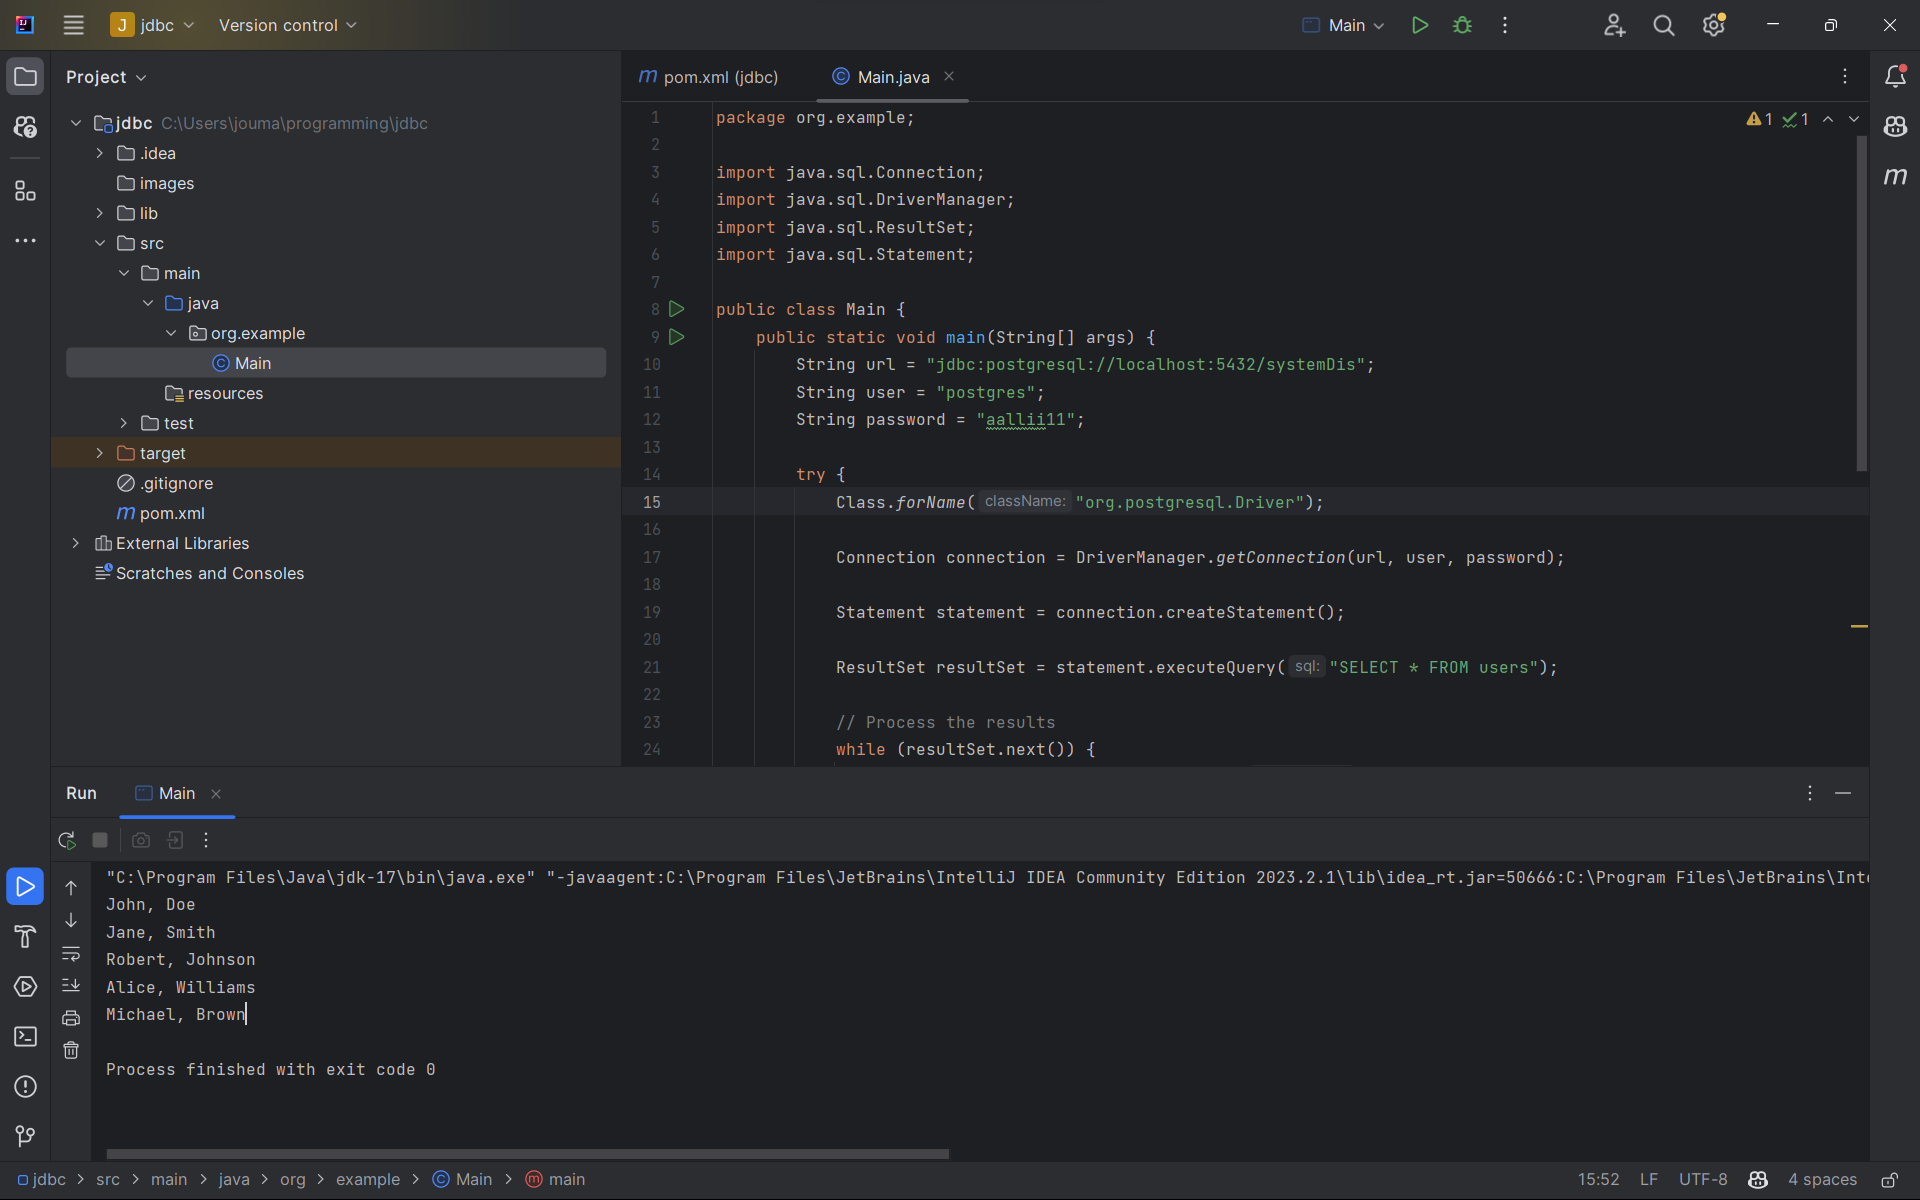 J jdbc Version control Main
Project
jdbc C:\Users\jouma\programming\jdbc
.idea
images
lib
src
main
java
org.example
Main
resources
test
target
.gitignore
pom.xml
External Libraries
Scratches and Consoles
pom.xml (jdbc) Main.java
1 package org.example;
1 1
2
3 import java.sql.Connection;
4 import java.sql.DriverManager;
5 import java.sql.ResultSet;
6 import java.sql.Statement;
7
8 public class Main {
9 public static void main(String[] args) {
10 String url = "jdbc:postgresql://localhost:5432/systemDis";
11 String user = "postgres";
12 String password = "aallii11";
13
14 try {
15 Class.forName( className: "org.postgresql.Driver");
16
17 Connection connection = DriverManager.getConnection(url, user, password);
18
19 Statement statement = connection.createStatement();
20
21 ResultSet resultSet = statement.executeQuery( sql: "SELECT * FROM users");
22
23 // Process the results
24 while (resultSet.next()) {
Run Main
"C:\Program Files\Java\jdk-17\bin\java.exe" "-javaagent:C:\Program Files\JetBrains\IntelliJ IDEA Community Edition 2023.2.1\lib\idea_rt.jar=50666:C:\Program Files\JetBrains\Inte
John, Doe
Jane, Smith
Robert, Johnson
Alice, Williams
Michael, Brown
Process finished with exit code 0
jdbc > src > main > java > org > example > Main > main 15:52 LF UTF-8 4 spaces